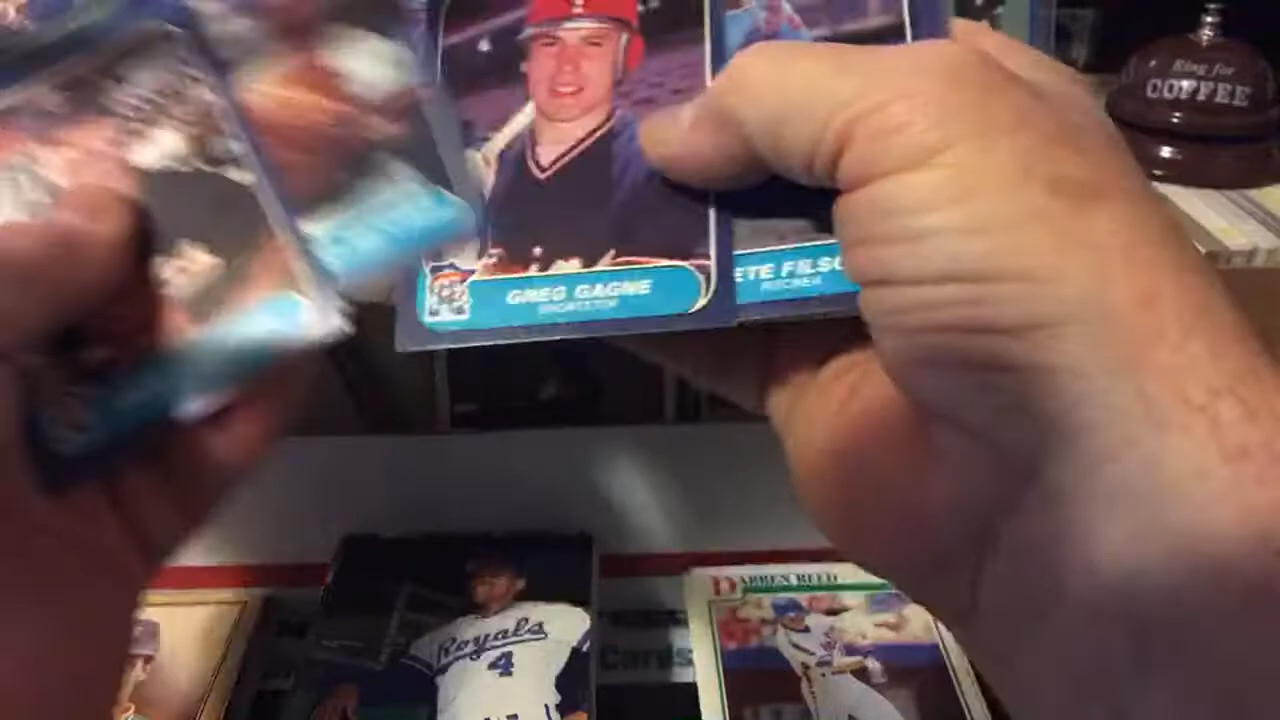 Ring for
COFFEE
GREG GAGNE
SHORTSTOP
ETE FILSO
PITCHER
Royals
4
DARREN REED
Cards